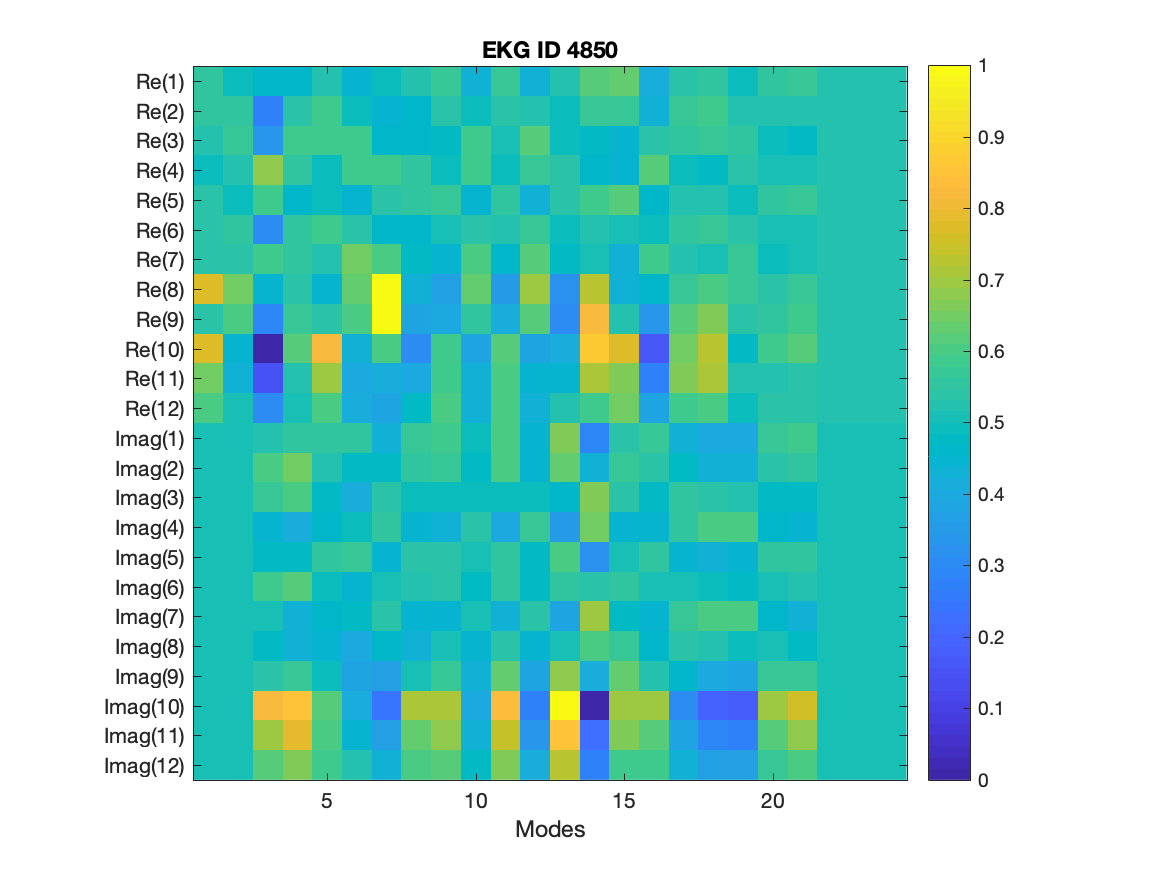 EKG ID 4850
Re(1)
Re(2)
Re(3)
Re(4)
Re(5)
Re(6)
Re(7)
Re(8)
Re(9)
Re(10)
Re(11)
Re(12)
Imag(1)
Imag(2)
Imag(3)
Imag(4)
Imag(5)
Imag(6)
Imag(7)
Imag(8)
Imag(9)
Imag(10)
Imag(11)
Imag(12)
5 10 15 20
Modes
1
0.9
0.8
0.7
0.6
0.5
0.4
0.3
0.2
0.1
0